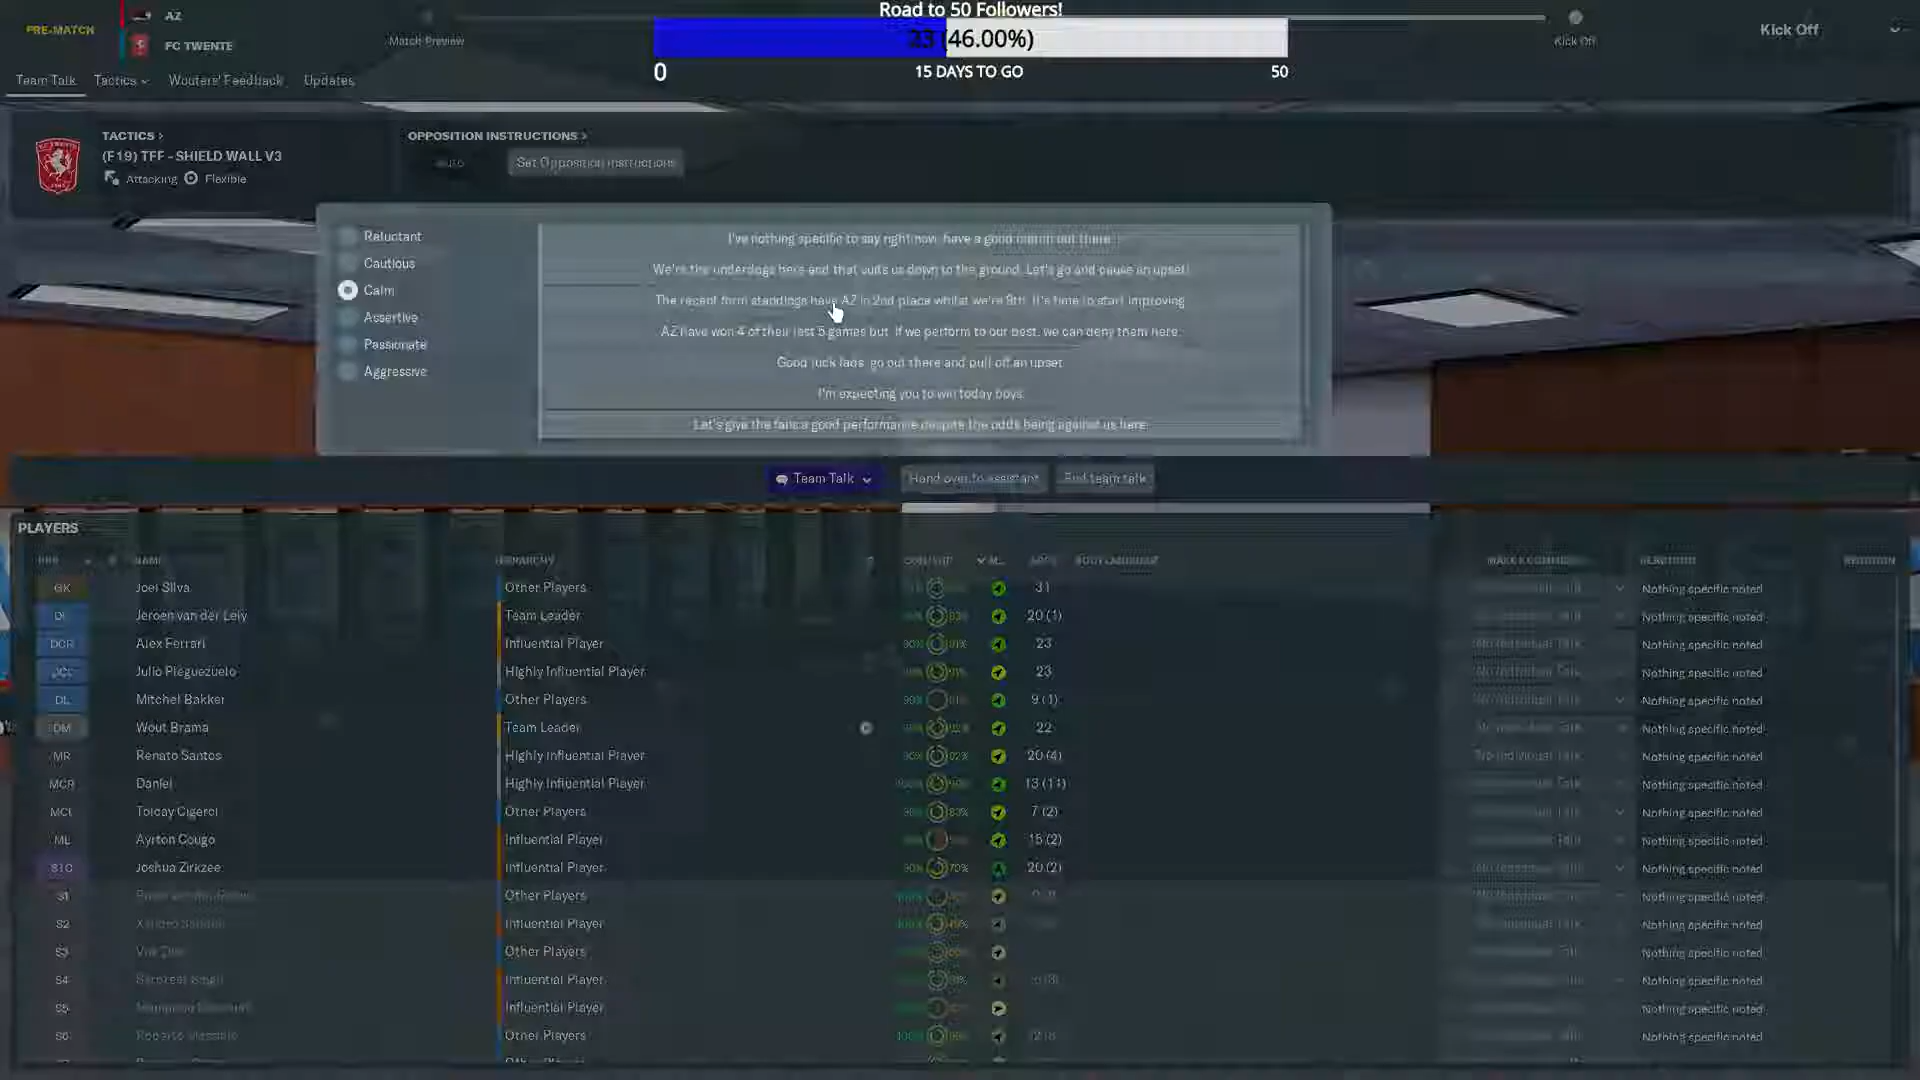 Road to 50 Followers!
23 (46.00%)
0
15 DAYS TO GO
50
PRE-MATCH
AZ
FC TWENTE
Match Preview
Kick Off
Kick Off
Team Talk
Tactics
Wouters' Feedback
Updates
TACTICS >
(F19) TFF - SHIELD WALL V3
Attacking
Flexible
OPPOSITION INSTRUCTIONS >
AUTO
Set Opposition Instructions
Reluctant
Cautious
Calm
Assertive
Passionate
Aggressive
I've nothing specific to say right now, have a good match out there.
We're the underdogs here and that suits us down to the ground. Let's go and cause an upset!
The recent form standings have AZ in 2nd place whilst we're 9th. It's time to start improving
AZ have won 4 of their last 5 games but, if we perform to our best, we can deny them here.
Good luck lads, go out there and pull off an upset.
I'm expecting you to win today boys.
Let's give the fans a good performance despite the odds being against us here.
Team Talk
Hand over to assistant
End team talk
PLAYERS
NAME
HIERARCHY
APPS
BODY LANGUAGE
REACTIONS
GK Joel Silva Other Players 31 Nothing specific noted
Jeroen van der Lely Team Leader 20 (1) Nothing specific noted
DCR Alex Ferrari Influential Player 23 Nothing specific noted
DCL Julio Pleguezuelo Highly Influential Player 23 Nothing specific noted
DL Mitchel Bakker Other Players 9 (1) Nothing specific noted
DM Wout Brama Team Leader 22 Nothing specific noted
MR Renato Santos Highly Influential Player 20 (4) Nothing specific noted
MCR Daniel Highly Influential Player 13 (11) Nothing specific noted
MCL Tolcay Cigerci Other Players 7 (2) Nothing specific noted
ML Ayrton Cougo Influential Player 15 (2) Nothing specific noted
STC Joshua Zirkzee Influential Player 70% 20 (2) Nothing specific noted
S1 Other Players Nothing specific noted
S2 Influential Player Nothing specific noted
S3 Other Players Nothing specific noted
S4 Influential Player Nothing specific noted
S5 Influential Player Nothing specific noted
S6 Roberto Other Players 100% Nothing specific noted